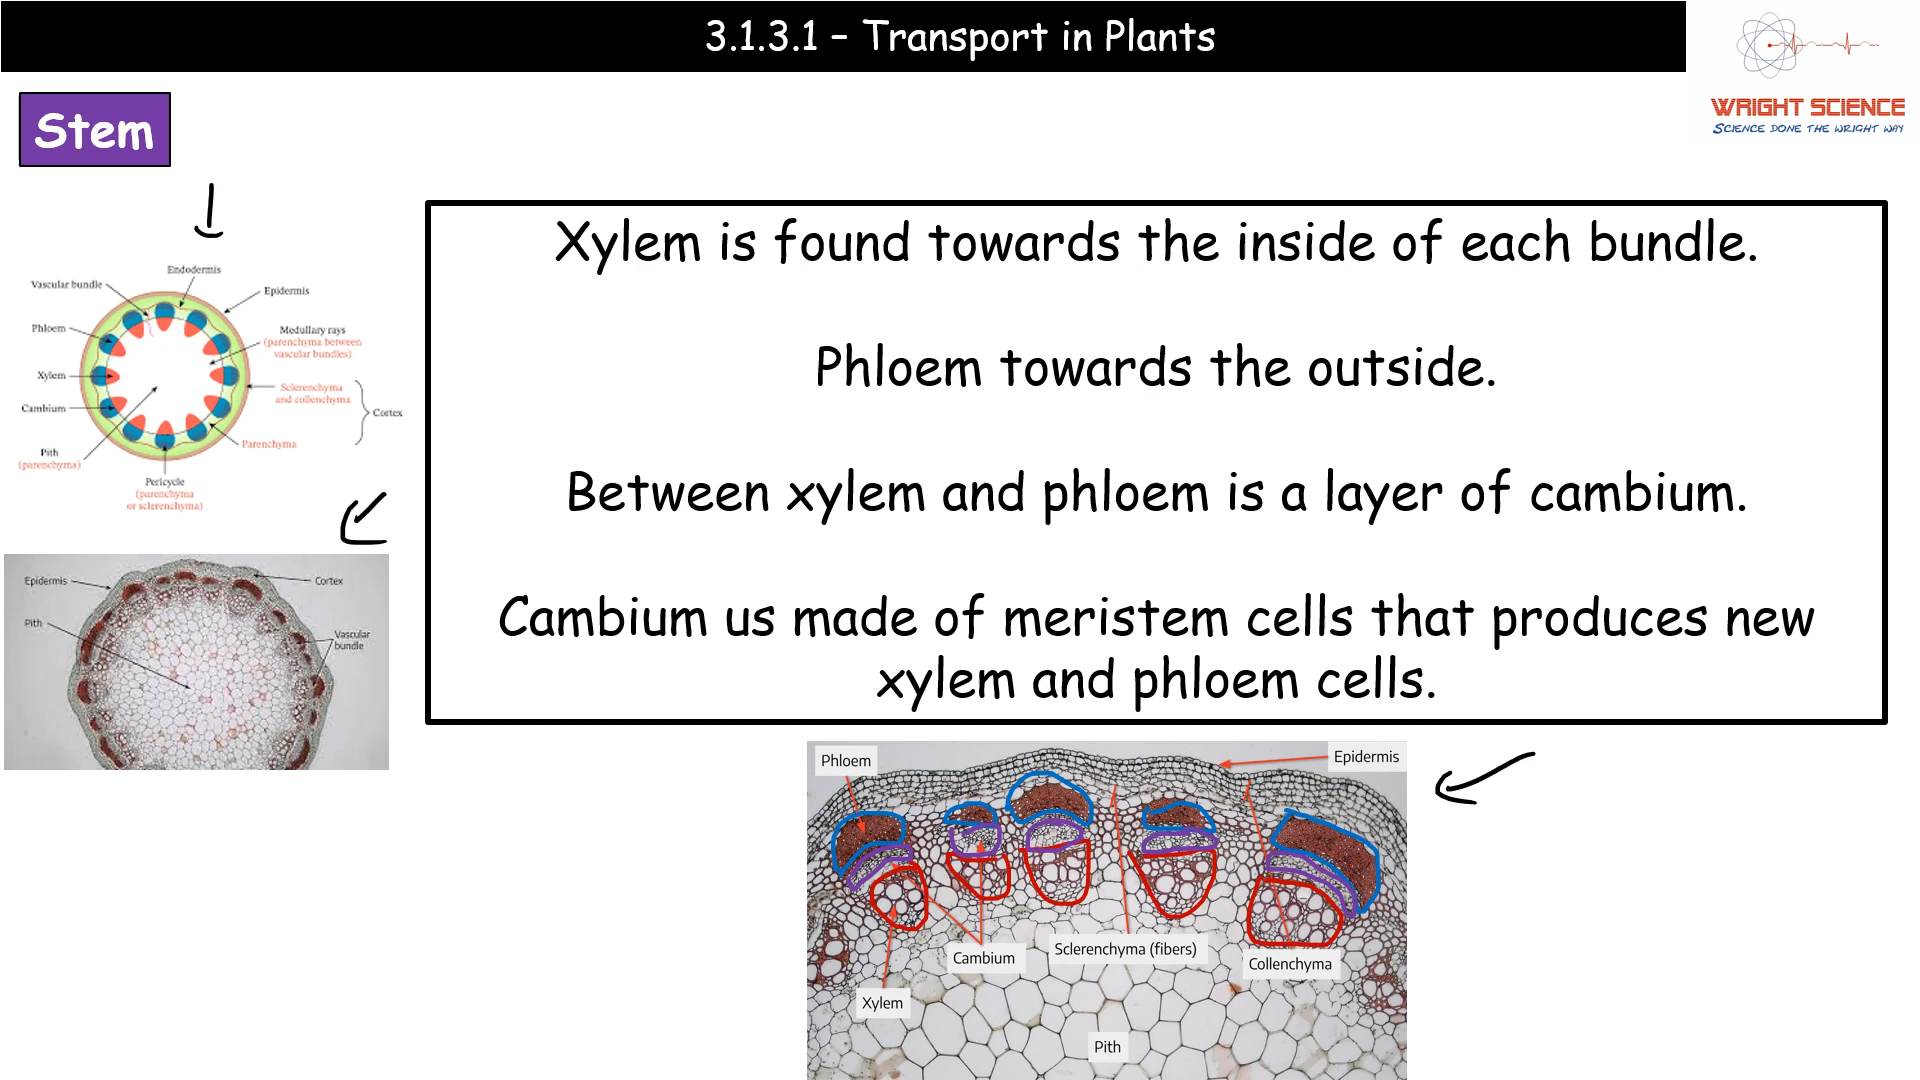 3.1.3.1 – Transport in Plants
WRIGHT SCIENCE
SCIENCE DONE THE WRIGHT WAY
Stem
Xylem is found towards the inside of each bundle.
Phloem towards the outside.
Between xylem and phloem is a layer of cambium.
Cambium us made of meristem cells that produces new
xylem and phloem cells.
Endodermis
Vascular bundle
Epidermis
Phloem
Medullary rays
(parenchyma between
vascular bundles)
Xylem
Sclerenchyma
and collenchyma
Cambium
Cortex
Parenchyma
Pith
(parenchyma)
Pericycle
(parenchyma
or sclerenchyma)
Epidermis
Cortex
Pith
Vascular
bundle
Phloem
Epidermis
Cambium
Sclerenchyma (fibers)
Collenchyma
Xylem
Pith